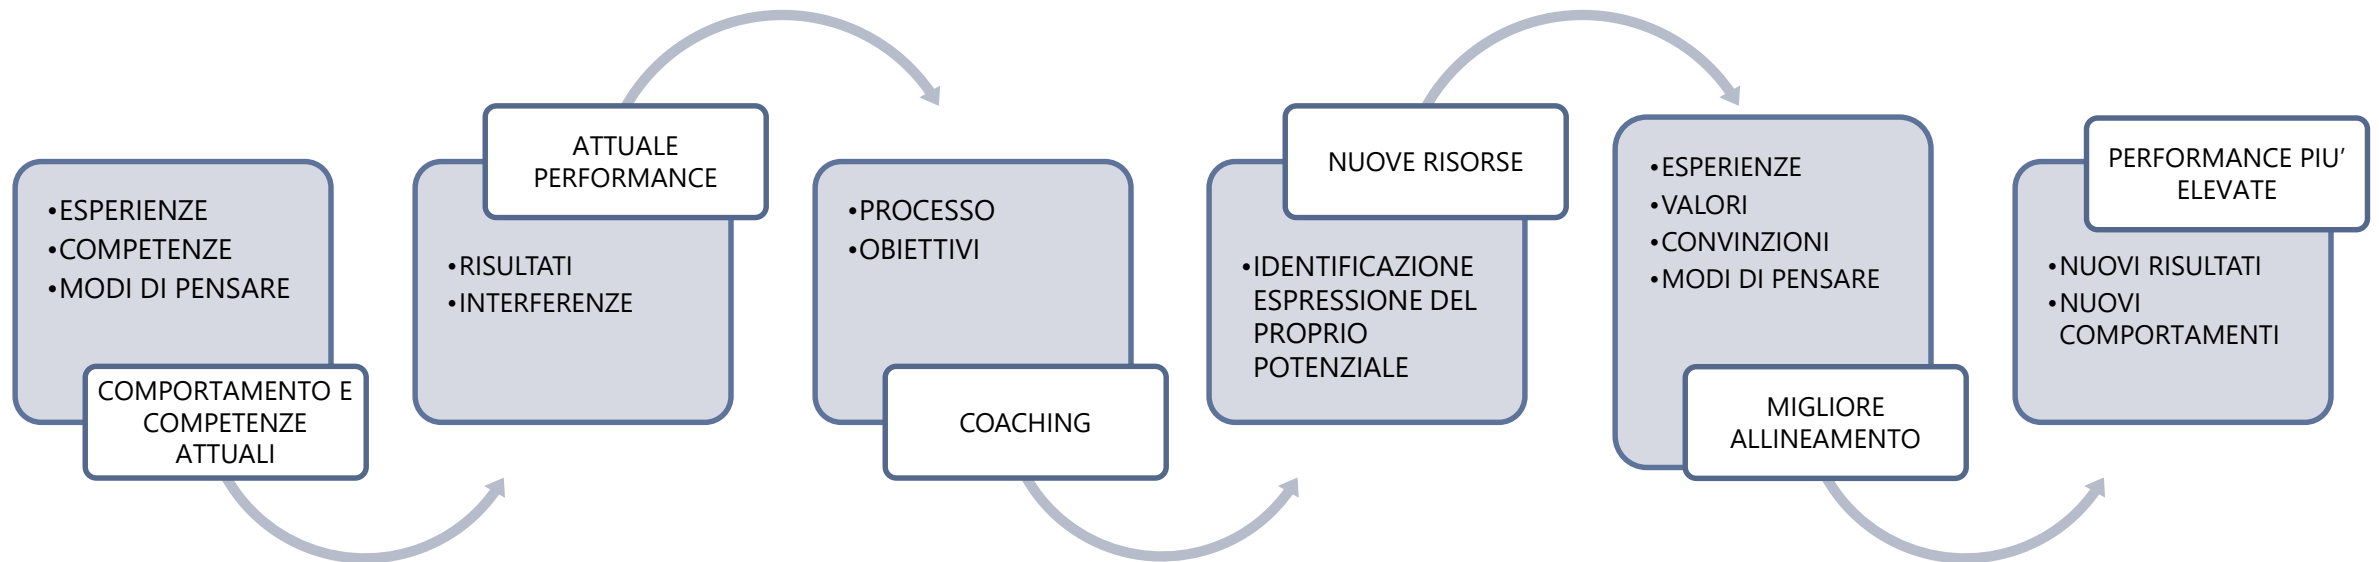 •ESPERIENZE
•COMPETENZE
•MODI DI PENSARE
COMPORTAMENTO E
COMPETENZE
ATTUALI
ATTUALE
PERFORMANCE
•RISULTATI
•INTERFERENZE
•PROCESSO
•OBIETTIVI
COACHING
NUOVE RISORSE
•IDENTIFICAZIONE
ESPRESSIONE DEL
PROPRIO
POTENZIALE
•ESPERIENZE
•VALORI
•CONVINZIONI
•MODI DI PENSARE
MIGLIORE
ALLINEAMENTO
PERFORMANCE PIU’
ELEVATE
•NUOVI RISULTATI
•NUOVI
COMPORTAMENTI